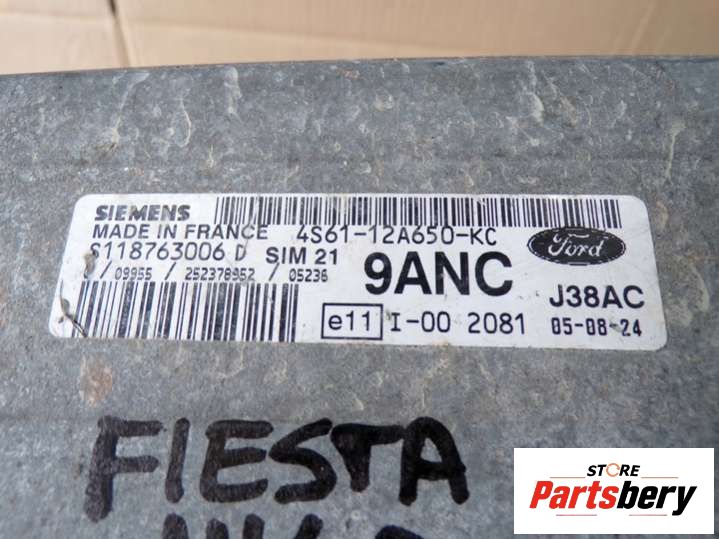 SIEMENS
MADE IN FRANCE 4S61-12A650-KC
S118763006 D SIM 21 9ANC
Ford
/ 09955 / 252378952 / 05236
J38AC
e11 I-00 2081 05-08-24
FIESTA
STORE
Partsbery